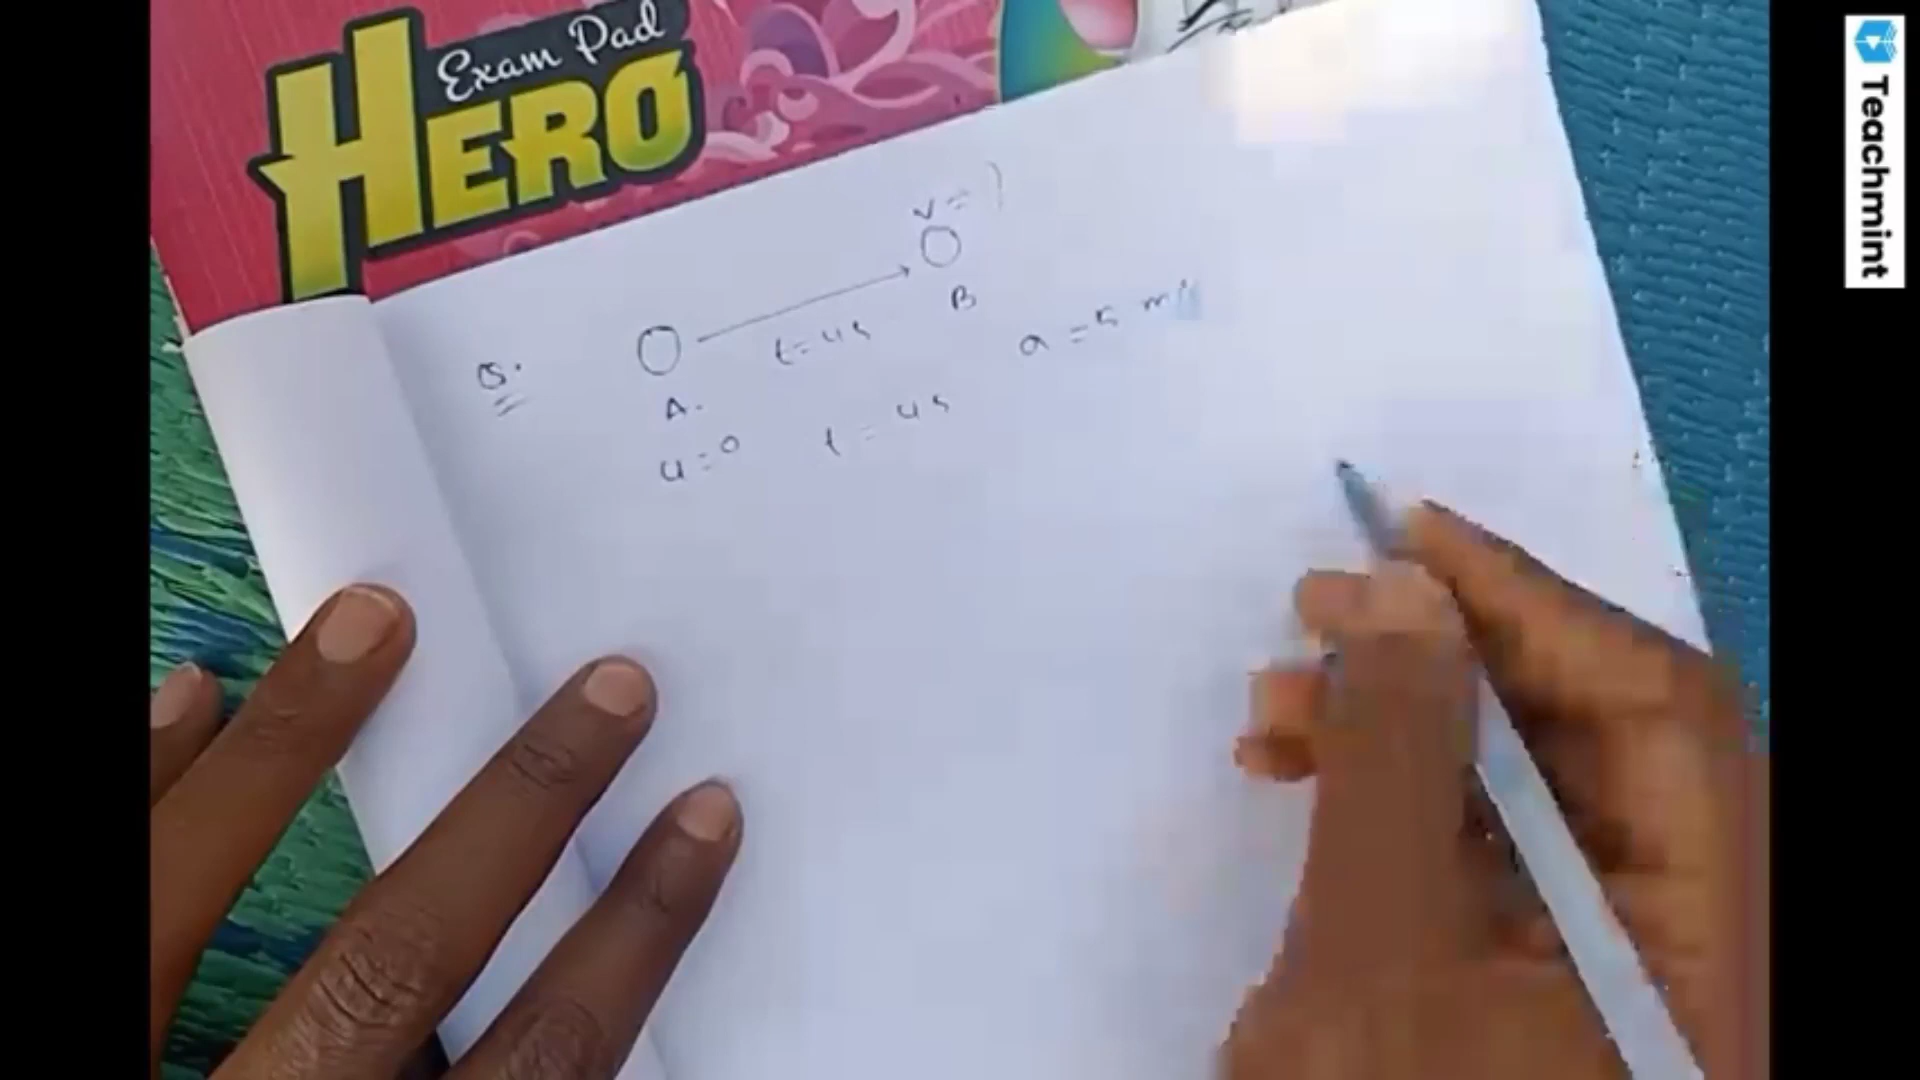 Exam Pad
HERO
Teachmint
v =
Q.
A.
B
t = 4s
a = 5 m/
u = 0
t = 4s